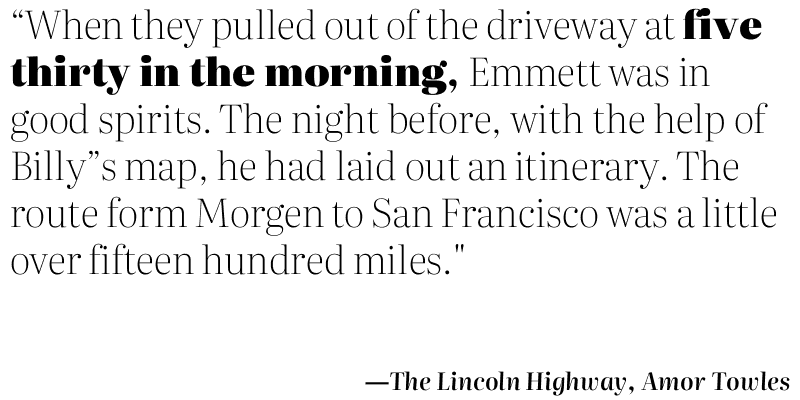 “When they pulled out of the driveway at five
thirty in the morning, Emmett was in
good spirits. The night before, with the help of
Billy”s map, he had laid out an itinerary. The
route form Morgen to San Francisco was a little
over fifteen hundred miles."
—The Lincoln Highway, Amor Towles